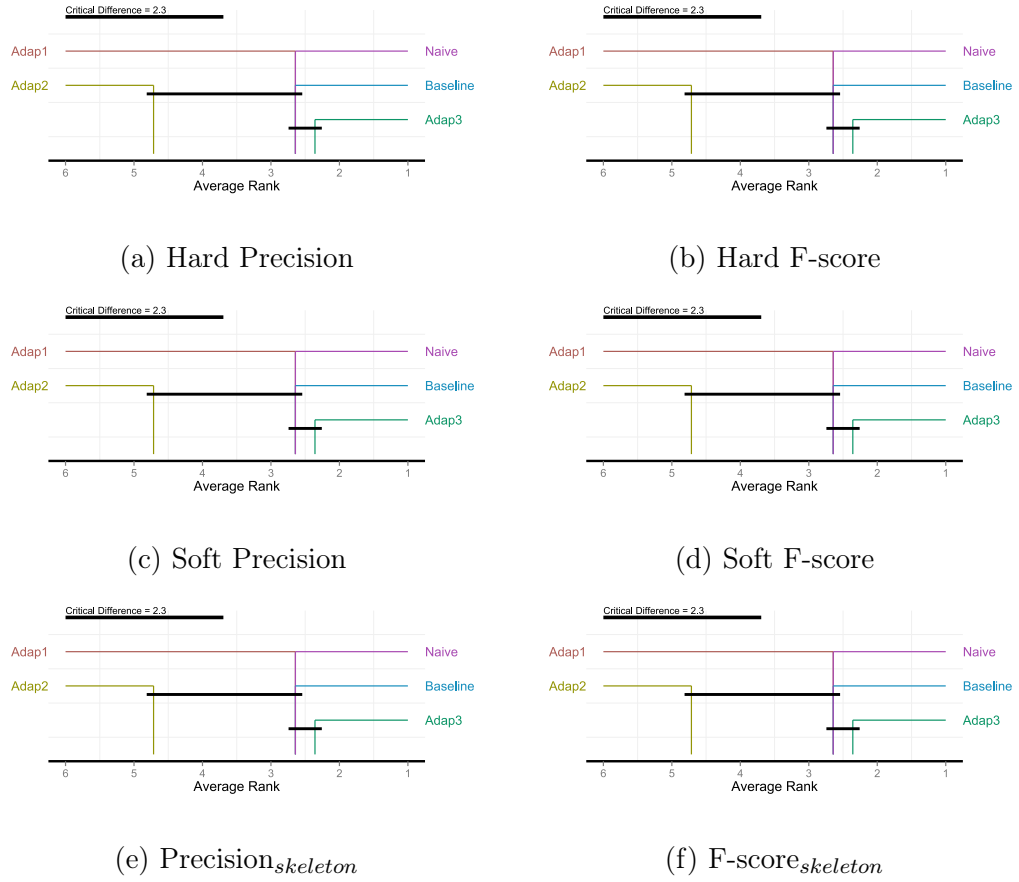 Critical Difference = 2.3
Adap1
Naive
Adap2
Baseline
Adap3
6 5 4 3 2 1
Average Rank
(a) Hard Precision
Critical Difference = 2.3
Adap1
Naive
Adap2
Baseline
Adap3
6 5 4 3 2 1
Average Rank
(b) Hard F-score
Critical Difference = 2.3
Adap1
Naive
Adap2
Baseline
Adap3
6 5 4 3 2 1
Average Rank
(c) Soft Precision
Critical Difference = 2.3
Adap1
Naive
Adap2
Baseline
Adap3
6 5 4 3 2 1
Average Rank
(d) Soft F-score
Critical Difference = 2.3
Adap1
Naive
Adap2
Baseline
Adap3
6 5 4 3 2 1
Average Rank
(e) Precision skeleton
Critical Difference = 2.3
Adap1
Naive
Adap2
Baseline
Adap3
6 5 4 3 2 1
Average Rank
(f) F-score skeleton